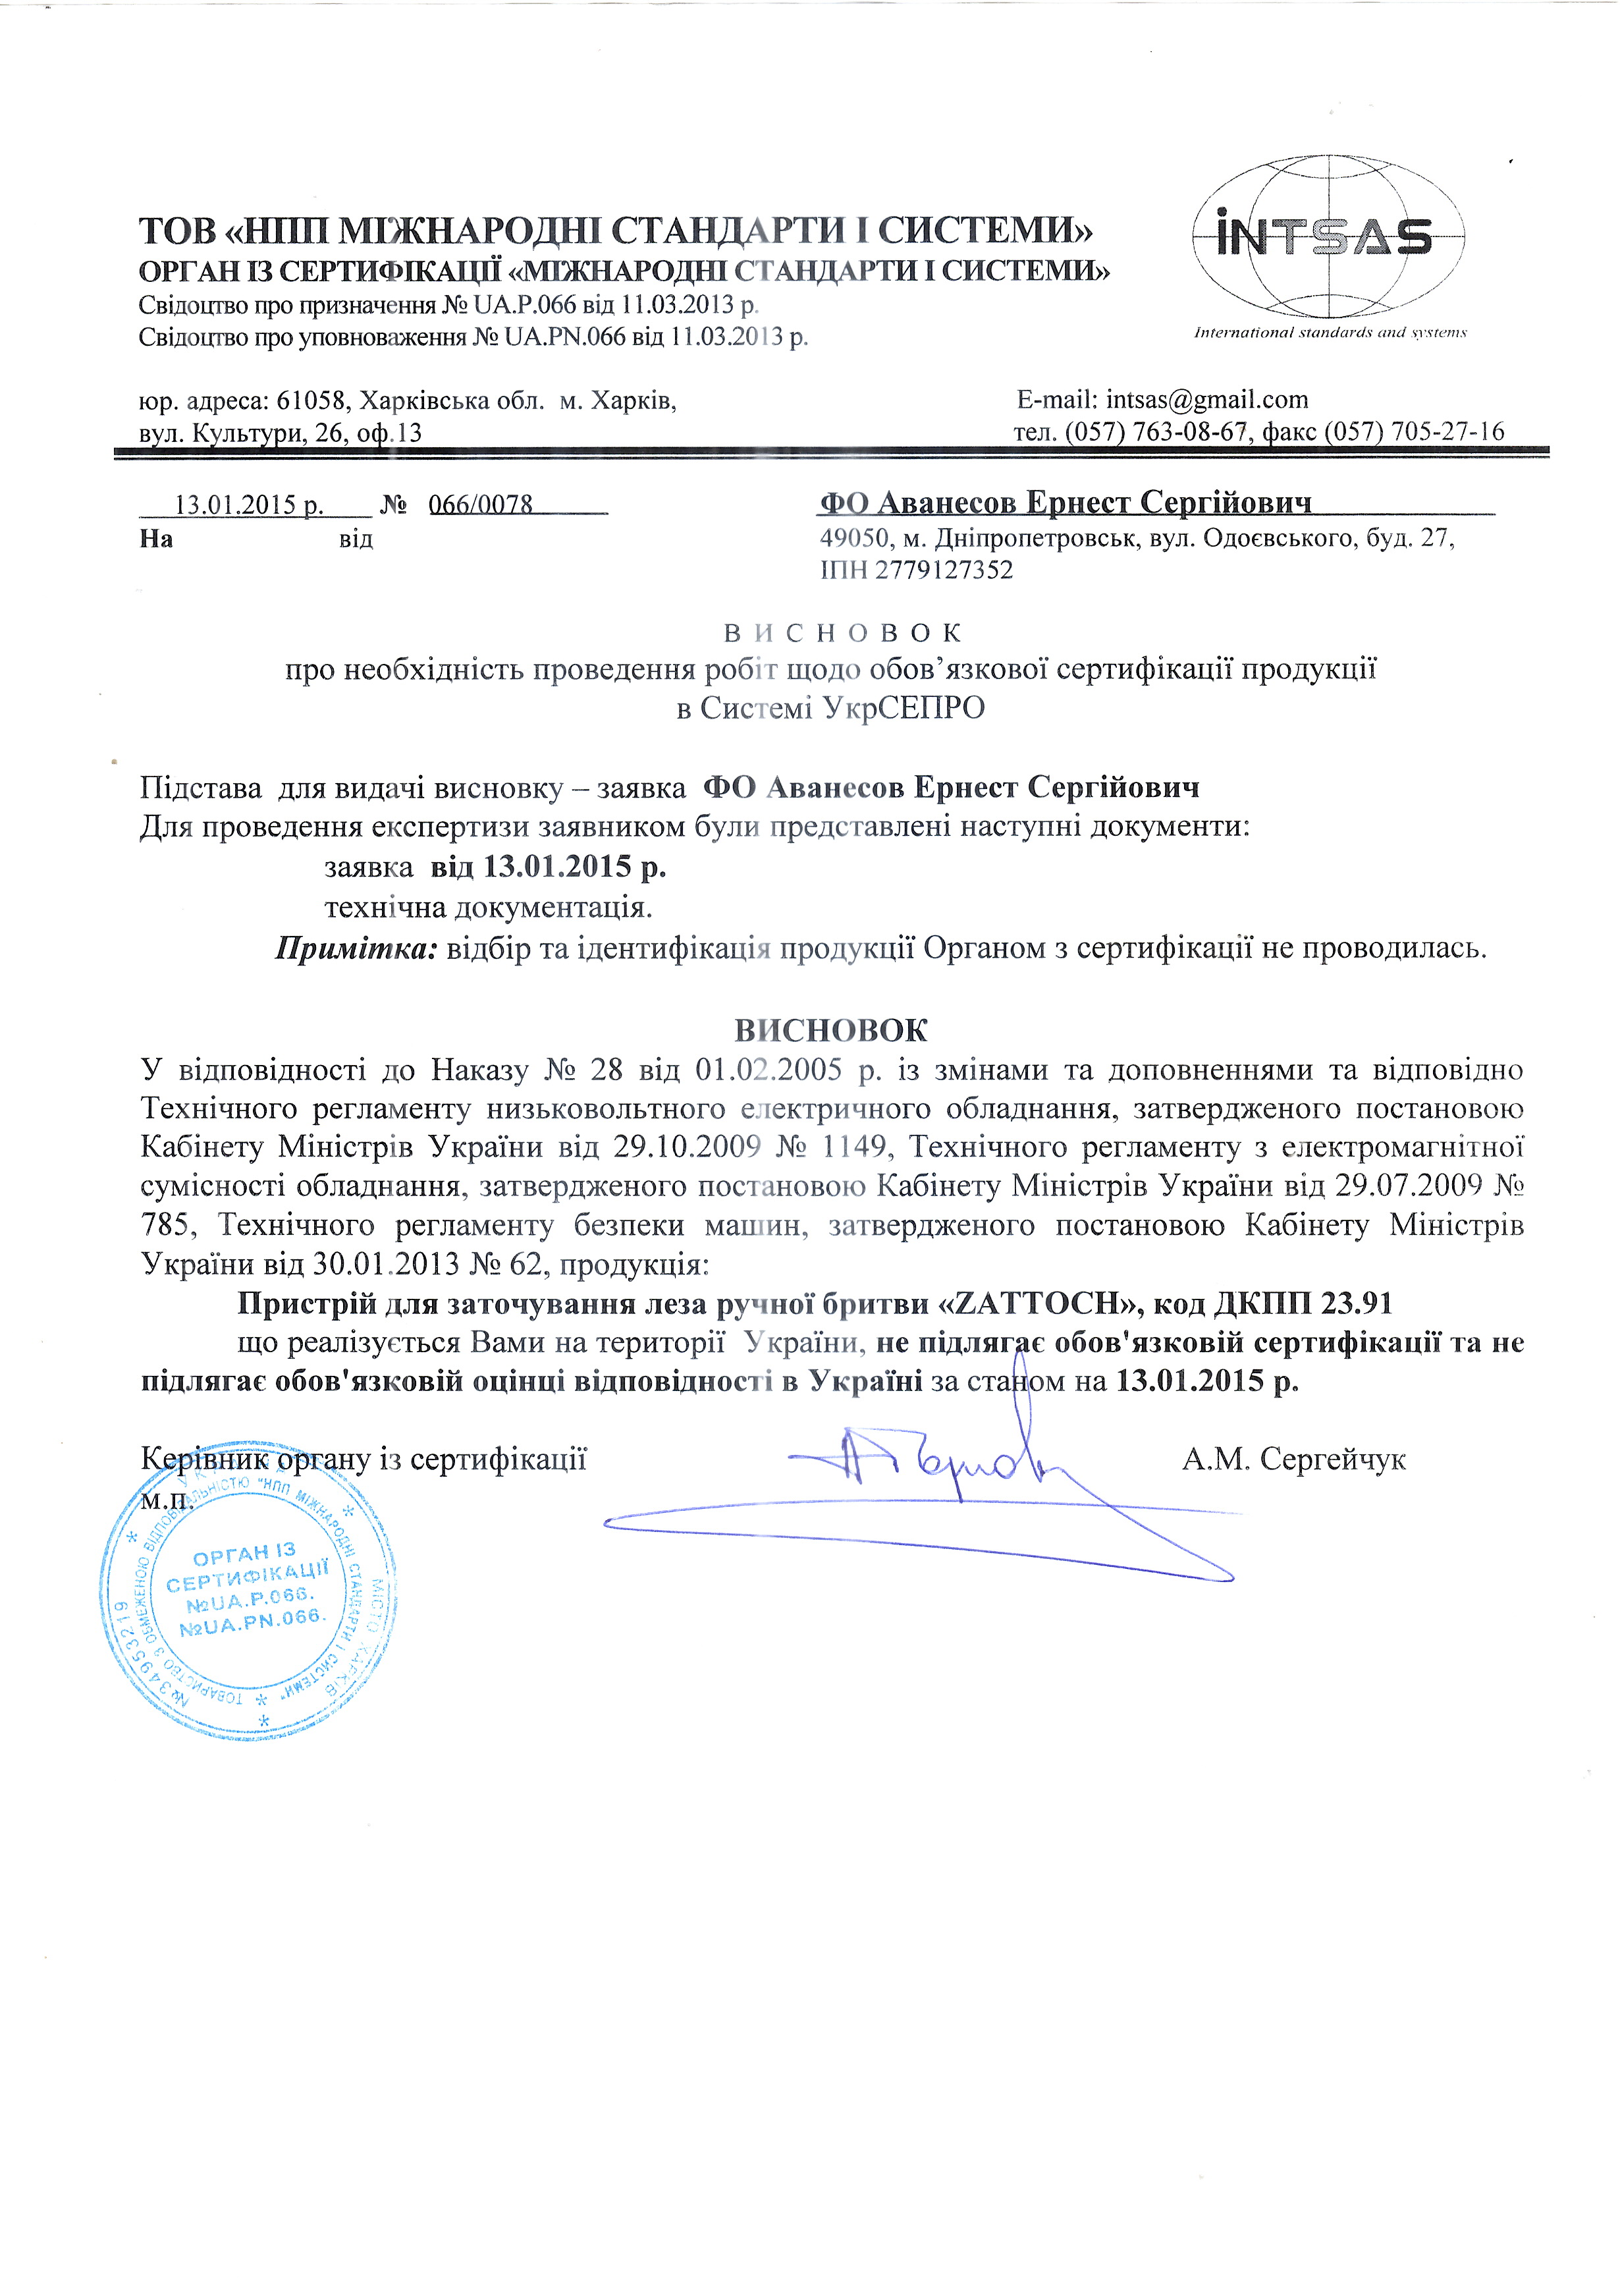 ТОВ «НПП МІЖНАРОДНІ СТАНДАРТИ І СИСТЕМИ»
ОРГАН ІЗ СЕРТИФІКАЦІЇ «МІЖНАРОДНІ СТАНДАРТИ І СИСТЕМИ»
Свідоцтво про призначення № UA.P.066 від 11.03.2013 р.
Свідоцтво про уповноваження № UA.PN.066 від 11.03.2013 р.
INTSAS
International standards and systems
юр. адреса: 61058, Харківська обл. м. Харків,
вул. Культури, 26, оф.13
E-mail: intsas@gmail.com
тел. (057) 763-08-67, факс (057) 705-27-16
13.01.2015 р. № 066/0078
На від
ФО Аванесов Ернест Сергійович
49050, м. Дніпропетровськ, вул. Одоєвського, буд. 27,
ІПН 2779127352
В И С Н О В О К
про необхідність проведення робіт щодо обов’язкової сертифікації продукції
в Системі УкрСЕПРО
Підстава для видачі висновку – заявка ФО Аванесов Ернест Сергійович
Для проведення експертизи заявником були представлені наступні документи:
заявка від 13.01.2015 р.
технічна документація.
Примітка: відбір та ідентифікація продукції Органом з сертифікації не проводилась.
ВИСНОВОК
У відповідності до Наказу № 28 від 01.02.2005 р. із змінами та доповненнями та відповідно
Технічного регламенту низьковольтного електричного обладнання, затвердженого постановою
Кабінету Міністрів України від 29.10.2009 № 1149, Технічного регламенту з електромагнітної
сумісності обладнання, затвердженого постановою Кабінету Міністрів України від 29.07.2009 №
785, Технічного регламенту безпеки машин, затвердженого постановою Кабінету Міністрів
України від 30.01.2013 № 62, продукція:
Пристрій для заточування леза ручної бритви «ZATTOCH», код ДКПП 23.91
що реалізується Вами на території України, не підлягає обов'язковій сертифікації та не
підлягає обов'язковій оцінці відповідності в Україні за станом на 13.01.2015 р.
Керівник органу із сертифікації А.М. Сергейчук
м.п.
УКРАЇНА * МІСТО ХАРКІВ * №34953219 *
ТОВАРИСТВО З ОБМЕЖЕНОЮ ВІДПОВІДАЛЬНІСТЮ "НПП МІЖНАРОДНІ СТАНДАРТИ І СИСТЕМИ" *
ОРГАН ІЗ
СЕРТИФІКАЦІЇ
№UA.P.066.
№UA.PN.066.